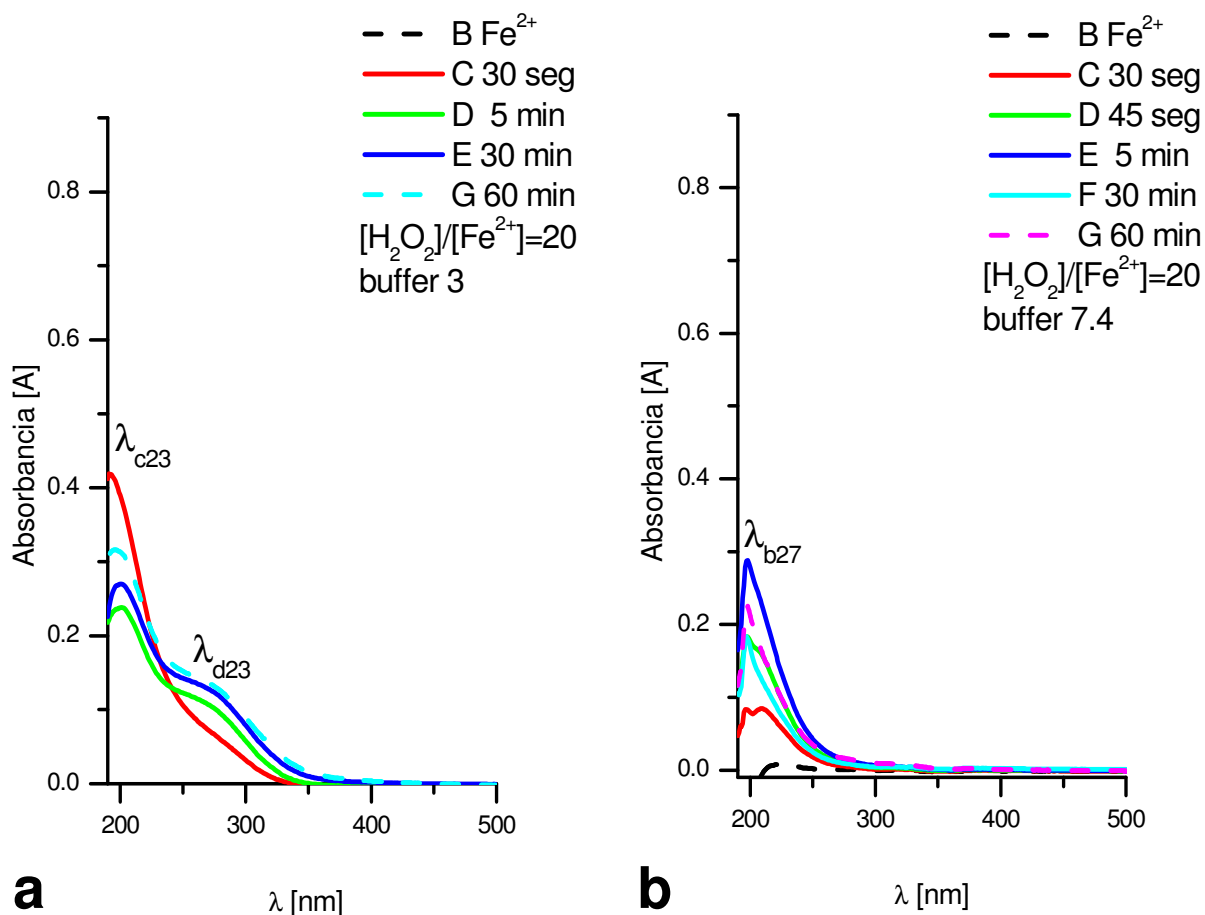 B Fe²⁺
C 30 seg
D 5 min
E 30 min
G 60 min
[H₂O₂]/[Fe²⁺]=20
buffer 3
0.8
0.6
0.4
0.2
0.0
Absorbancia [A]
λc23
λd23
200 300 400 500
a
λ [nm]
B Fe²⁺
C 30 seg
D 45 seg
E 5 min
F 30 min
G 60 min
[H₂O₂]/[Fe²⁺]=20
buffer 7.4
0.8
0.6
0.4
0.2
0.0
Absorbancia [A]
λb27
200 300 400 500
b
λ [nm]